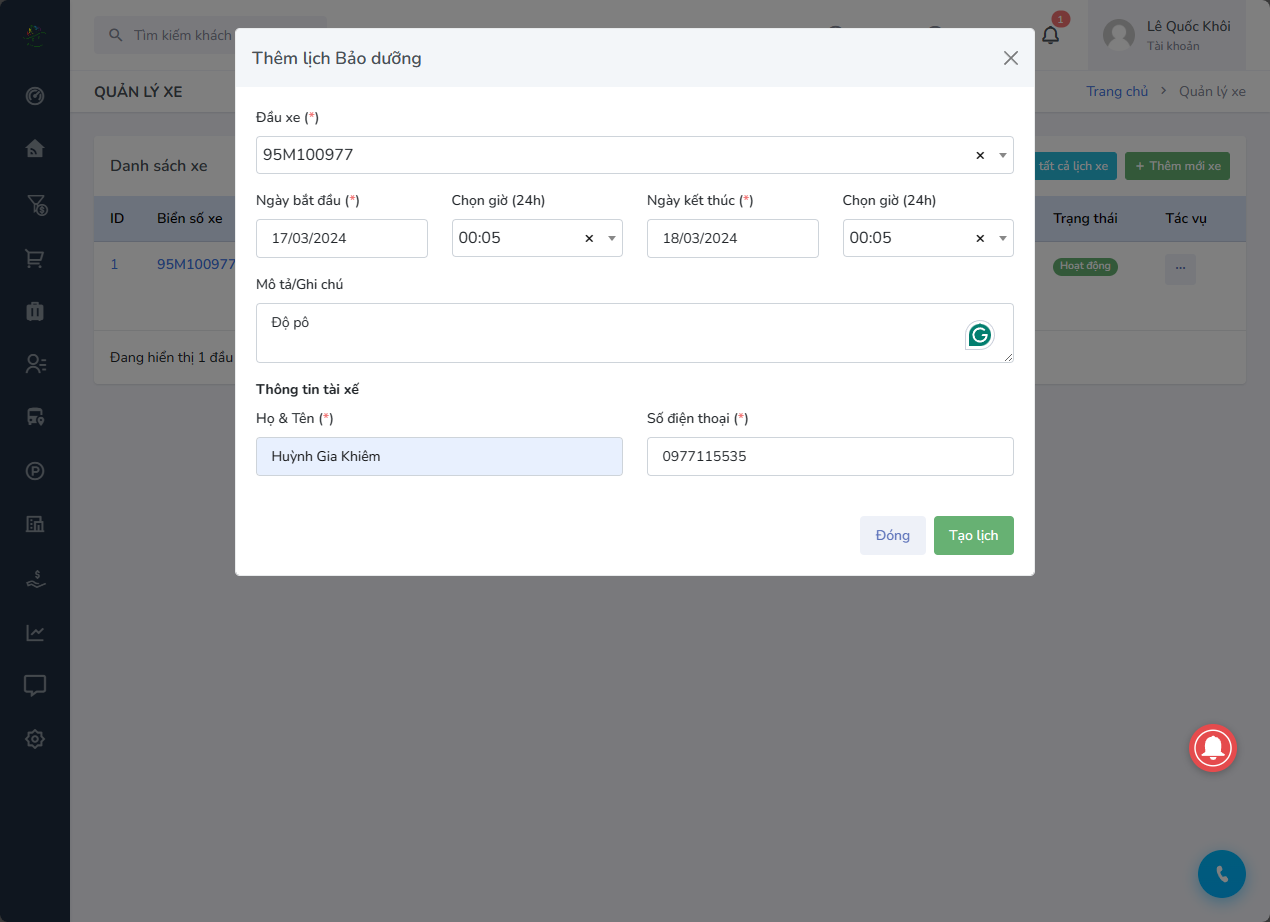 Tìm kiếm khách
1
Lê Quốc Khôi
Tài khoản
QUẢN LÝ XE
Trang chủ
Quản lý xe
Danh sách xe
tất cả lịch xe
+ Thêm mới xe
ID
Biển số xe
Trạng thái
Tác vụ
1
95M100977
Hoạt động
...
Đang hiển thị 1 đầu
Thêm lịch Bảo dưỡng
Đầu xe (*)
95M100977
Ngày bắt đầu (*)
Chọn giờ (24h)
Ngày kết thúc (*)
Chọn giờ (24h)
17/03/2024
00:05
18/03/2024
00:05
Mô tả/Ghi chú
Độ pô
Thông tin tài xế
Họ & Tên (*)
Số điện thoại (*)
Huỳnh Gia Khiêm
0977115535
Đóng
Tạo lịch